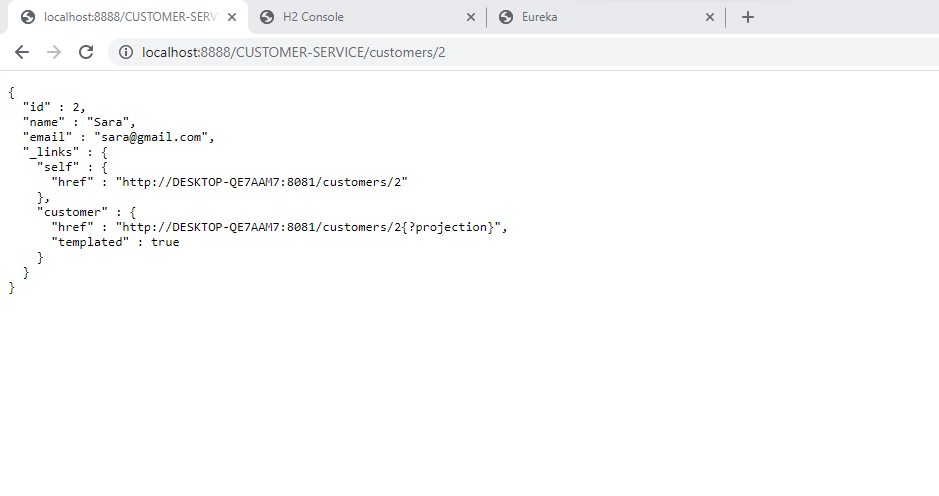 localhost:8888/CUSTOMER-SERV
H2 Console
Eureka
localhost:8888/CUSTOMER-SERVICE/customers/2
{
  "id" : 2,
  "name" : "Sara",
  "email" : "sara@gmail.com",
  "_links" : {
    "self" : {
      "href" : "http://DESKTOP-QE7AAM7:8081/customers/2"
    },
    "customer" : {
      "href" : "http://DESKTOP-QE7AAM7:8081/customers/2{?projection}",
      "templated" : true
    }
  }
}